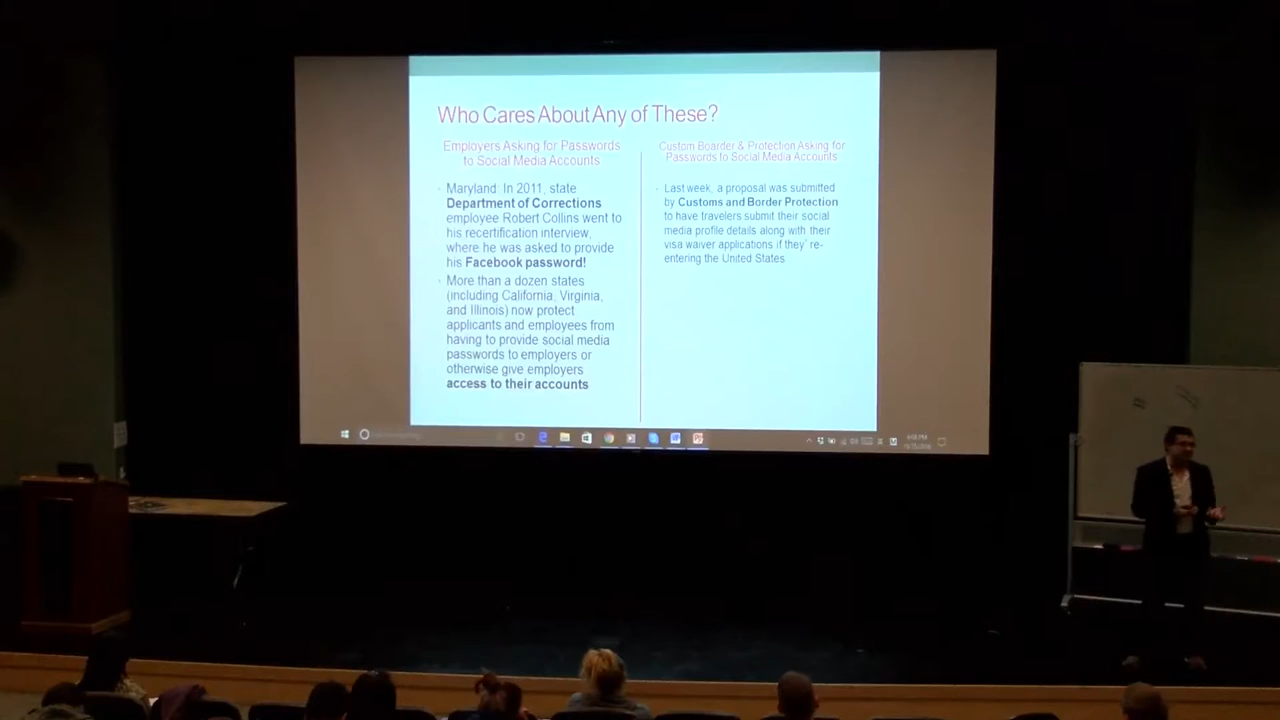 Who Cares About Any of These?
Employers Asking for Passwords
to Social Media Accounts
Maryland: In 2011, state
Department of Corrections
employee Robert Collins went to
his recertification interview,
where he was asked to provide
his Facebook password!
More than a dozen states
(including California, Virginia,
and Illinois) now protect
applicants and employees from
having to provide social media
passwords to employers or
otherwise give employers
access to their accounts
Custom Boarder & Protection Asking for
Passwords to Social Media Accounts
Last week, a proposal was submitted
by Customs and Border Protection
to have travelers submit their social
media profile details along with their
visa waiver applications if they' re-
entering the United States